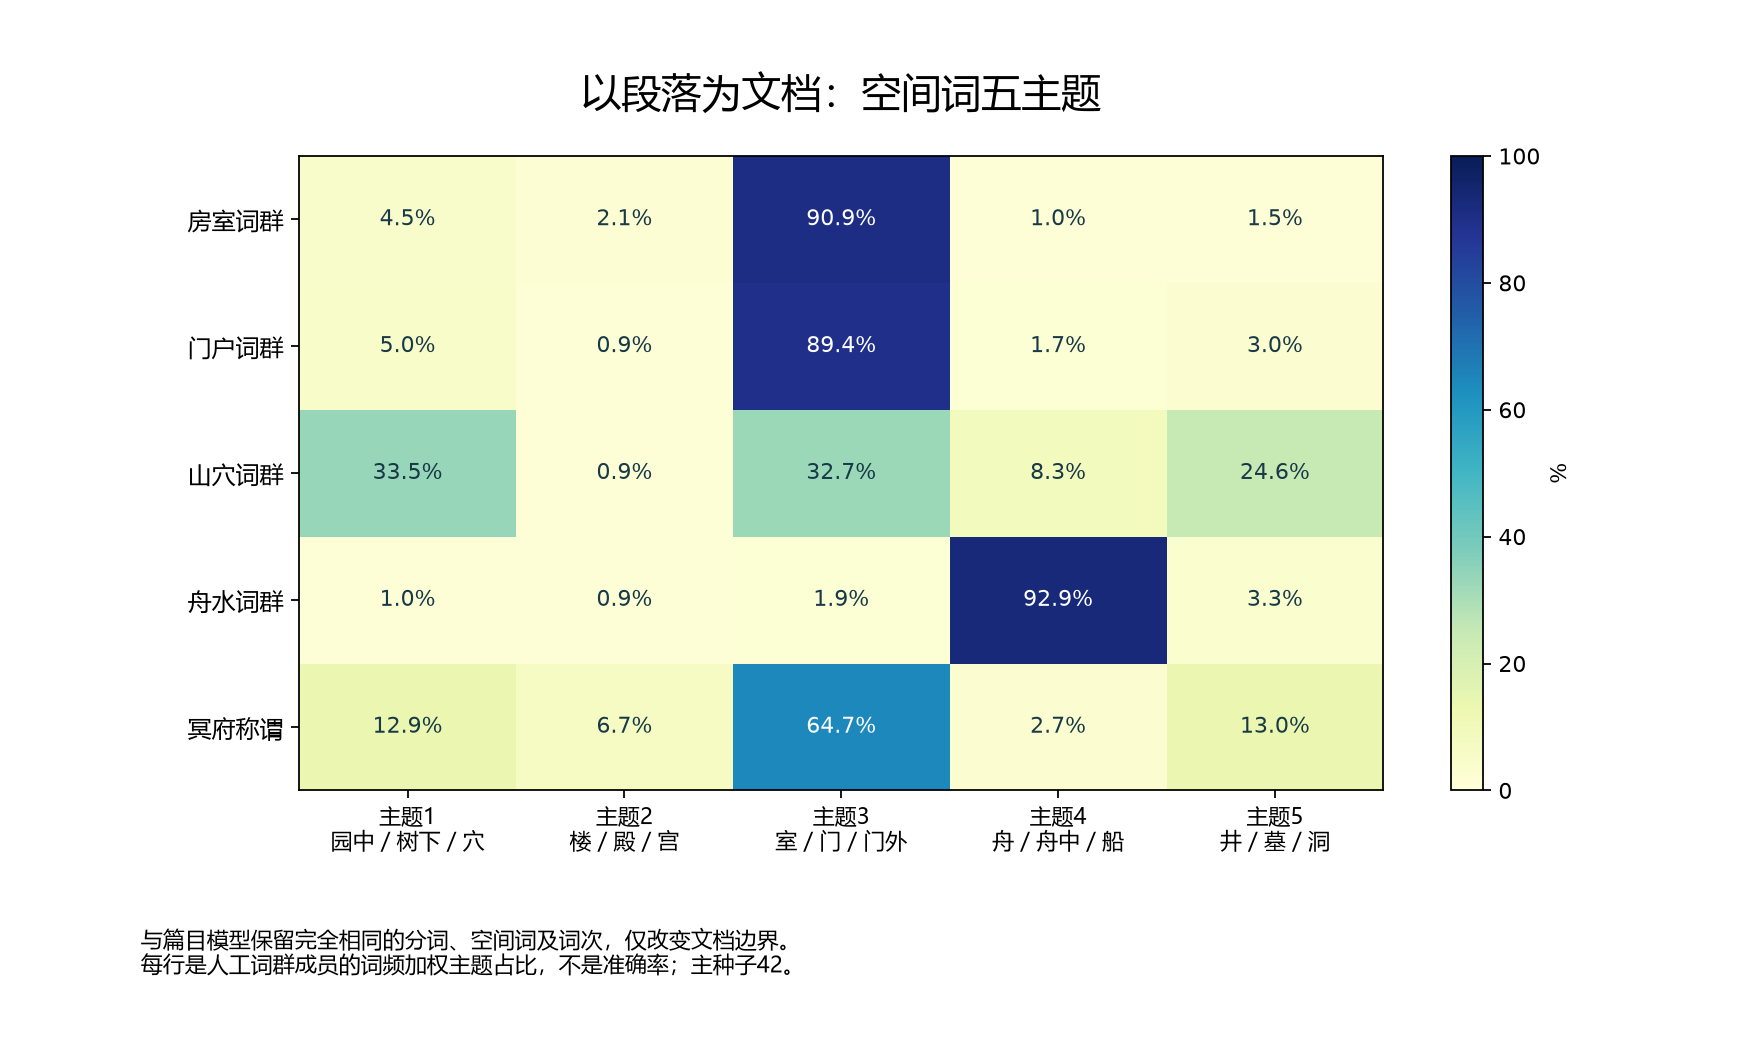 以段落为文档：空间词五主题
房室词群 4.5% 2.1% 90.9% 1.0% 1.5%
门户词群 5.0% 0.9% 89.4% 1.7% 3.0%
山穴词群 33.5% 0.9% 32.7% 8.3% 24.6%
舟水词群 1.0% 0.9% 1.9% 92.9% 3.3%
冥府称谓 12.9% 6.7% 64.7% 2.7% 13.0%
主题1 主题2 主题3 主题4 主题5
园中 / 树下 / 穴 楼 / 殿 / 宫 室 / 门 / 门外 舟 / 舟中 / 船 井 / 墓 / 洞
100
80
60
%
40
20
0
与篇目模型保留完全相同的分词、空间词及词次，仅改变文档边界。
每行是人工词群成员的词频加权主题占比，不是准确率；主种子42。